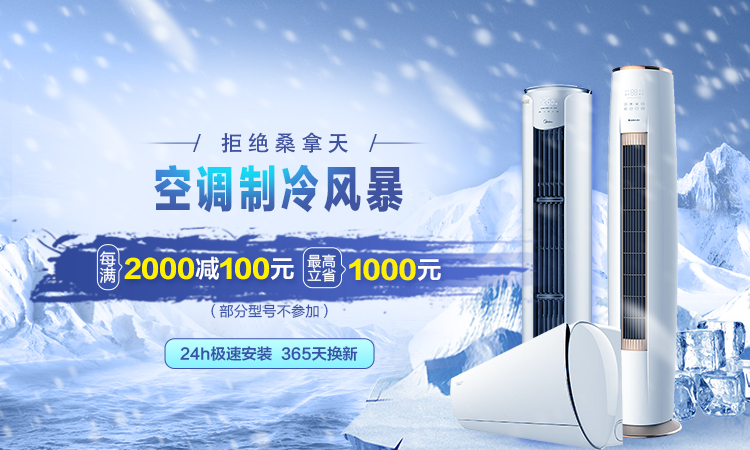 拒绝桑拿天
空调制冷风暴
每满 2000减100元 最高立省 1000元
（部分型号不参加）
24h极速安装 365天换新